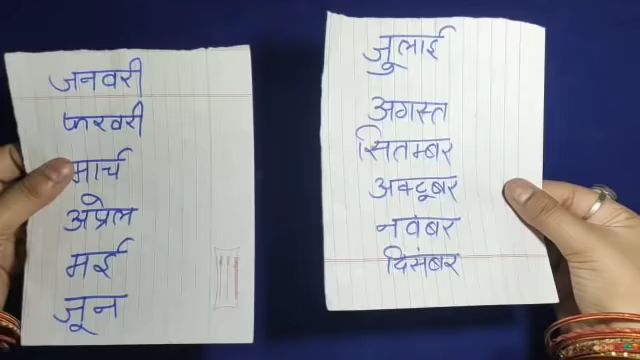 जनवरी
फरवरी
मार्च
अप्रैल
मई
जून
जुलाई
अगस्त
सितम्बर
अक्टूबर
नवंबर
दिसंबर